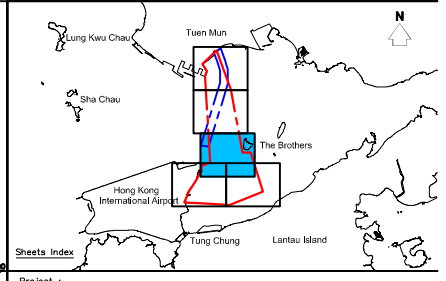 N
Tuen Mun
Lung Kwu Chau
Sha Chau
The Brothers
Hong Kong
International Airport
Tung Chung
Lantau Island
Sheets Index